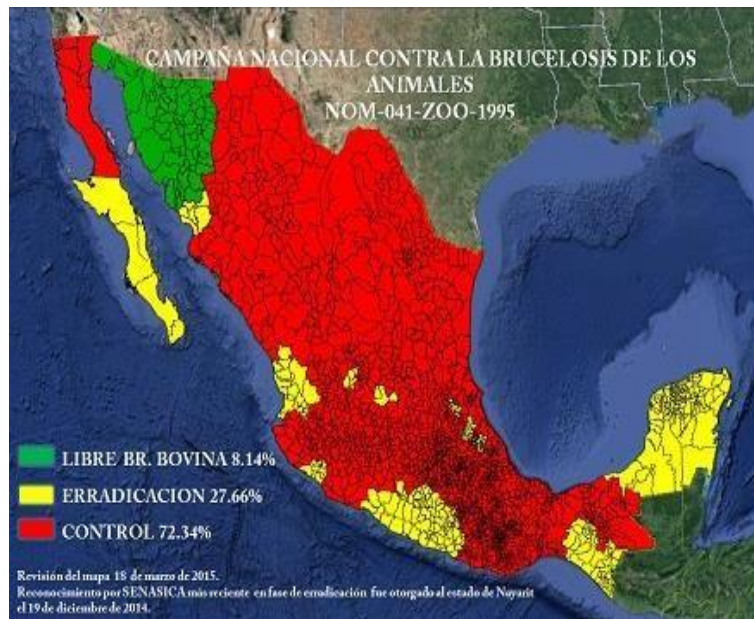 CAMPAÑA NACIONAL CONTRA LA BRUCELOSIS DE LOS
ANIMALES
NOM-041-ZOO-1995
LIBRE BR. BOVINA 8.14%
ERRADICACION 27.66%
CONTROL 72.34%
Revisión del mapa 18 de marzo de 2015.
Reconocimiento por SENASICA más reciente en fase de erradicación fue otorgado al estado de Nayarit
el 19 de diciembre de 2014.